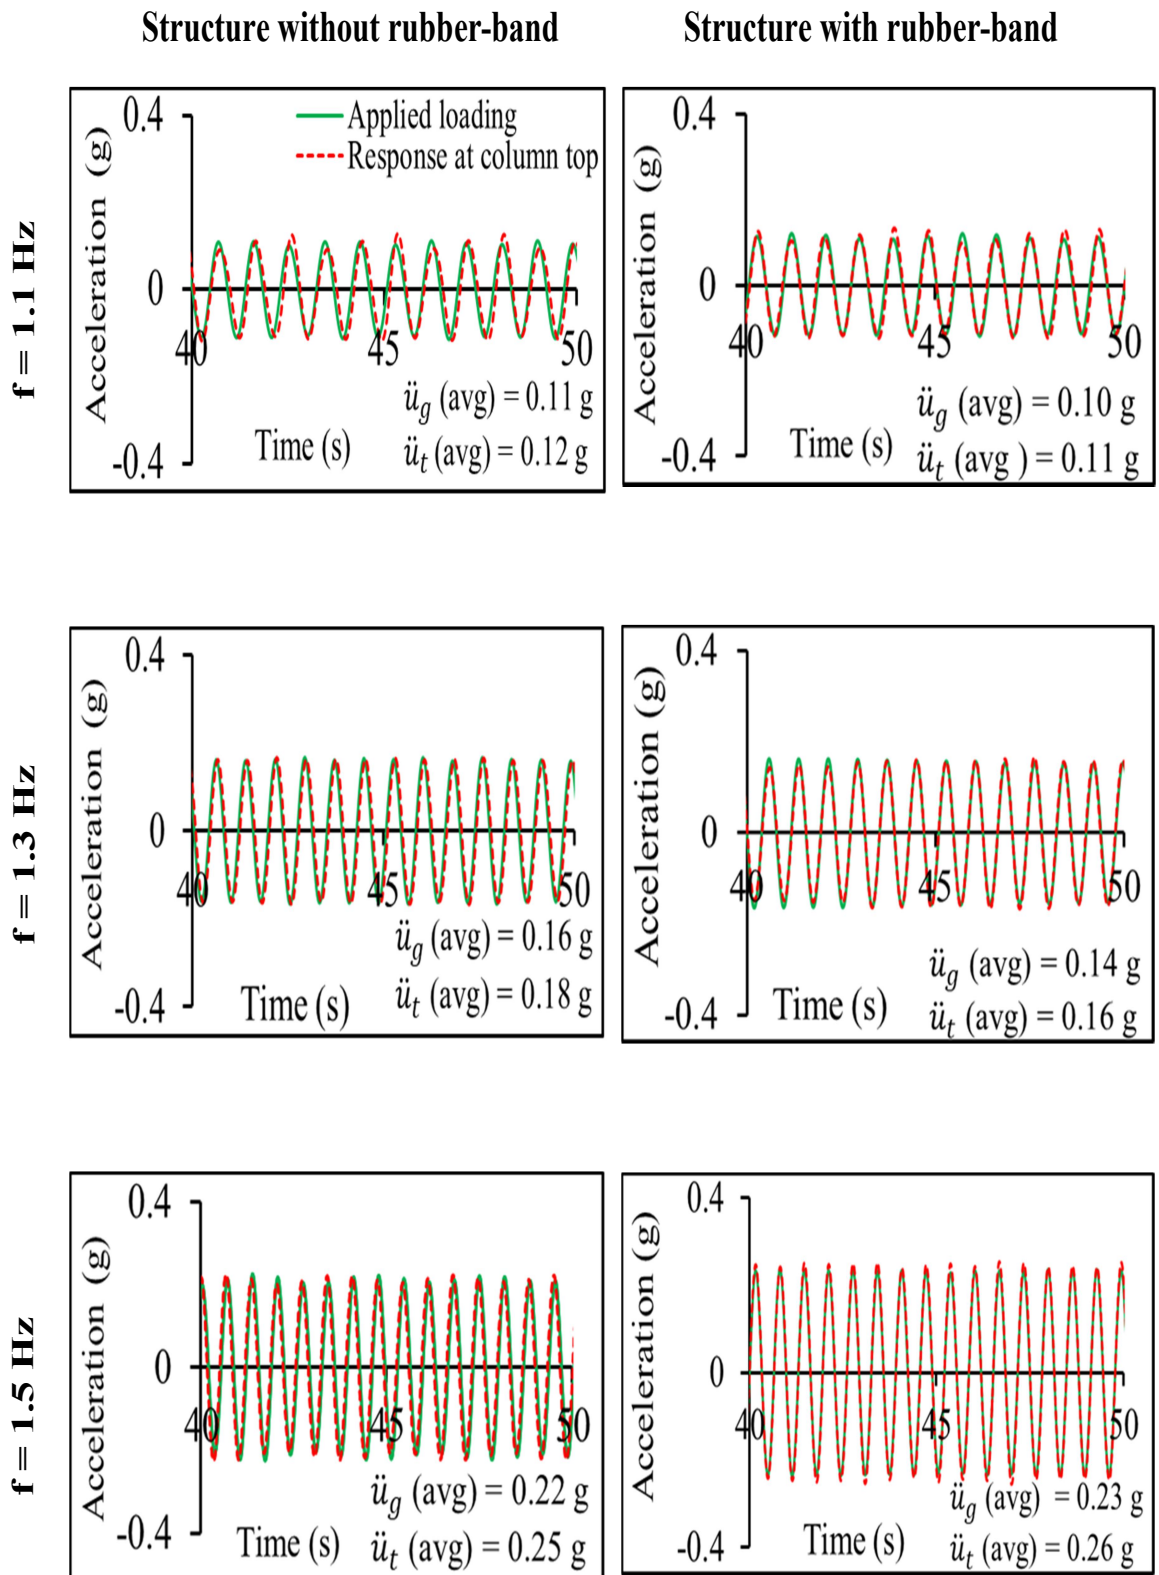 Structure without rubber-band
Structure with rubber-band
f = 1.1 Hz
Acceleration (g)
0.4
0
-0.4
Applied loading
Response at column top
40
45
50
Time (s)
ü_g (avg) = 0.11 g
ü_t (avg) = 0.12 g
Acceleration (g)
0.4
0
-0.4
40
45
50
Time (s)
ü_g (avg) = 0.10 g
ü_t (avg ) = 0.11 g
f = 1.3 Hz
Acceleration (g)
0.4
0
-0.4
40
45
50
Time (s)
ü_g (avg) = 0.16 g
ü_t (avg) = 0.18 g
Acceleration (g)
0.4
0
-0.4
40
45
50
Time (s)
ü_g (avg) = 0.14 g
ü_t (avg) = 0.16 g
f = 1.5 Hz
Acceleration (g)
0.4
0
-0.4
40
45
50
Time (s)
ü_g (avg) = 0.22 g
ü_t (avg) = 0.25 g
Acceleration (g)
0.4
0
-0.4
40
45
50
ü_g (avg) = 0.23 g
Time (s)
ü_t (avg) = 0.26 g